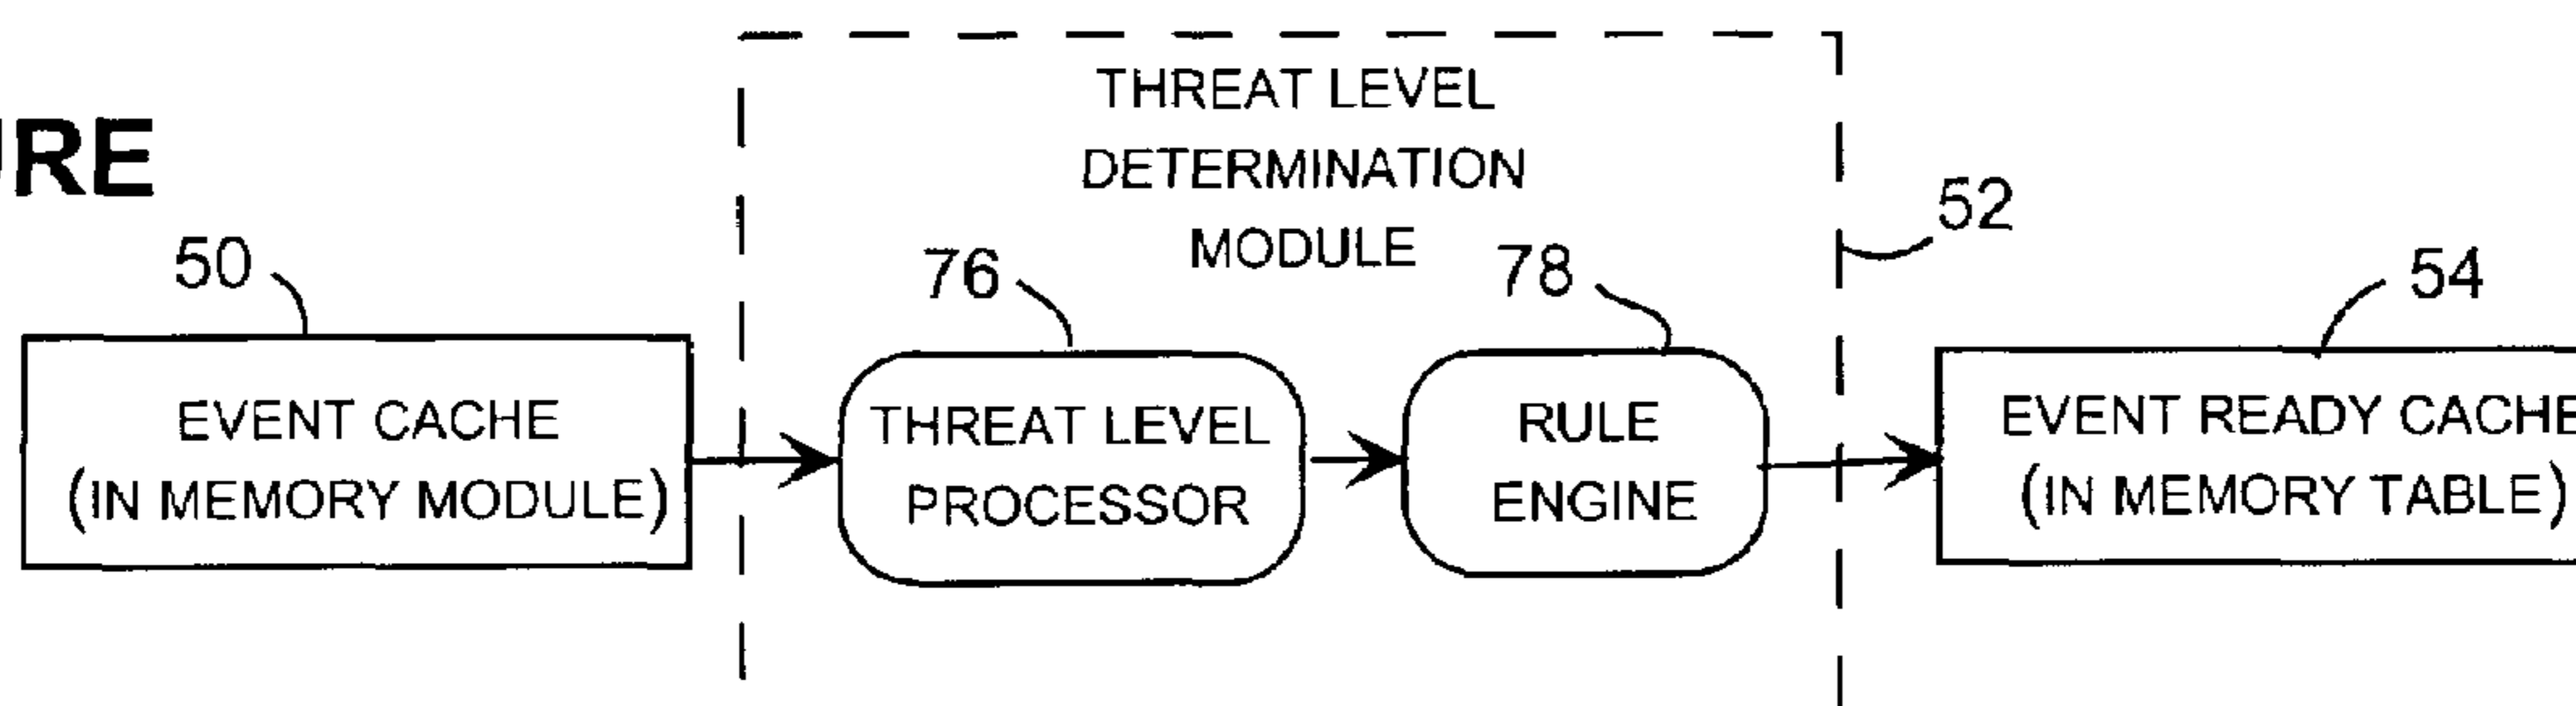 THREAT LEVEL
DETERMINATION
MODULE
52
50
76
78
54
EVENT CACHE
(IN MEMORY MODULE)
THREAT LEVEL
PROCESSOR
RULE
ENGINE
EVENT READY CACHE
(IN MEMORY TABLE)